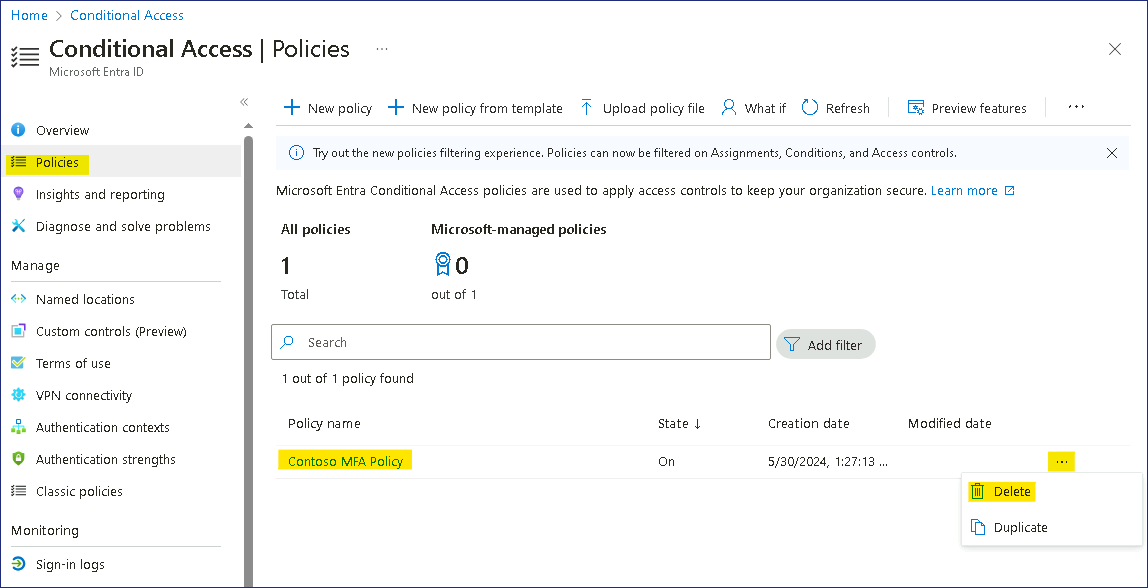 Home > Conditional Access
Conditional Access | Policies ...
Microsoft Entra ID
«
Overview
Policies
Insights and reporting
Diagnose and solve problems
Manage
Named locations
Custom controls (Preview)
Terms of use
VPN connectivity
Authentication contexts
Authentication strengths
Classic policies
Monitoring
Sign-in logs
New policy New policy from template Upload policy file What if Refresh Preview features ...
Try out the new policies filtering experience. Policies can now be filtered on Assignments, Conditions, and Access controls.
Microsoft Entra Conditional Access policies are used to apply access controls to keep your organization secure. Learn more
All policies Microsoft-managed policies
1 0
Total out of 1
Search Add filter
1 out of 1 policy found
Policy name State ↓ Creation date Modified date
Contoso MFA Policy On 5/30/2024, 1:27:13 ... ...
Delete
Duplicate